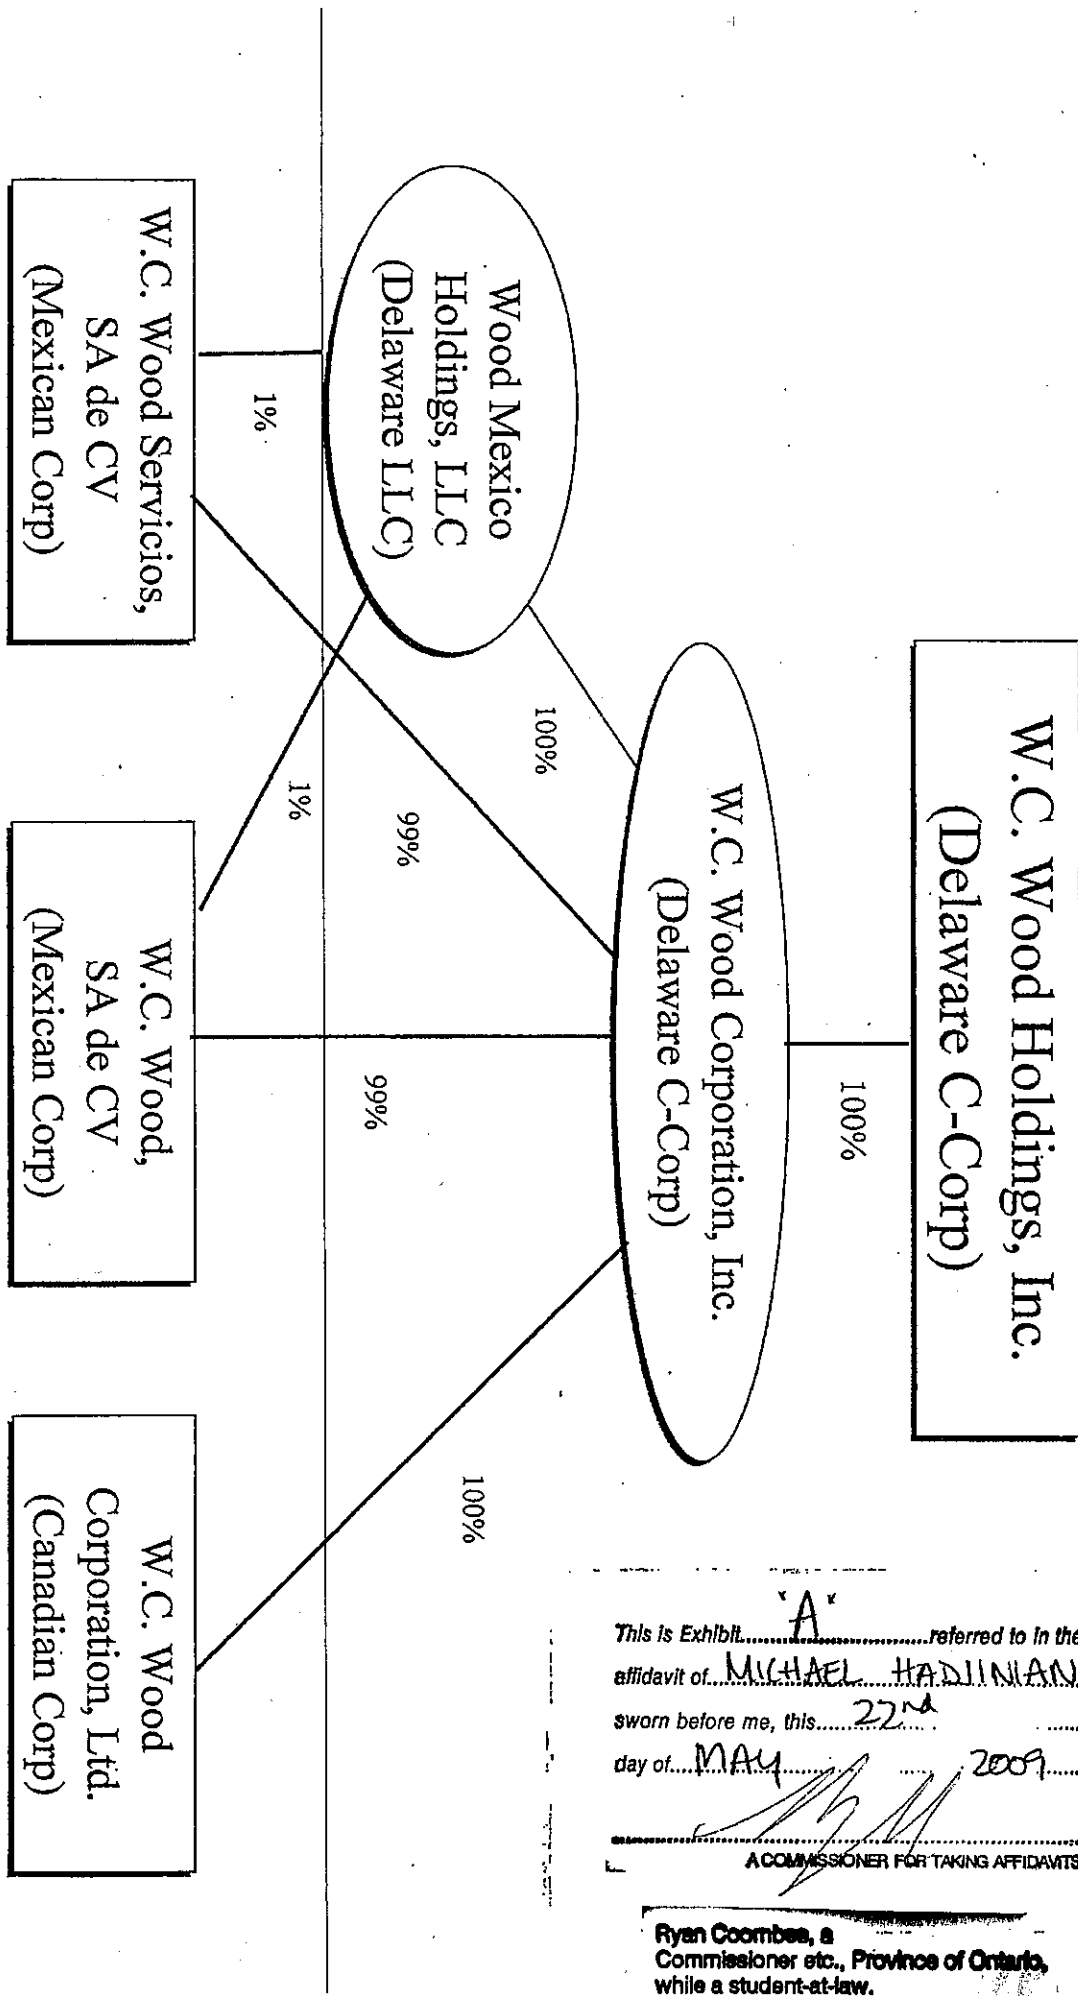 W.C. Wood Holdings, Inc.
(Delaware C-Corp)
100%
W.C. Wood Corporation, Inc.
(Delaware C-Corp)
100%
Wood Mexico
Holdings, LLC
(Delaware LLC)
99%
99%
100%
1%
1%
W.C. Wood Servicios,
SA de CV
(Mexican Corp)
W.C. Wood,
SA de CV
(Mexican Corp)
W.C. Wood
Corporation, Ltd.
(Canadian Corp)
This is Exhibit "A" referred to in the
affidavit of MICHAEL HADJINIAN
sworn before me, this 22nd
day of MAY 2009
A COMMISSIONER FOR TAKING AFFIDAVITS
Ryan Coombes, a
Commissioner etc., Province of Ontario,
while a student-at-law.